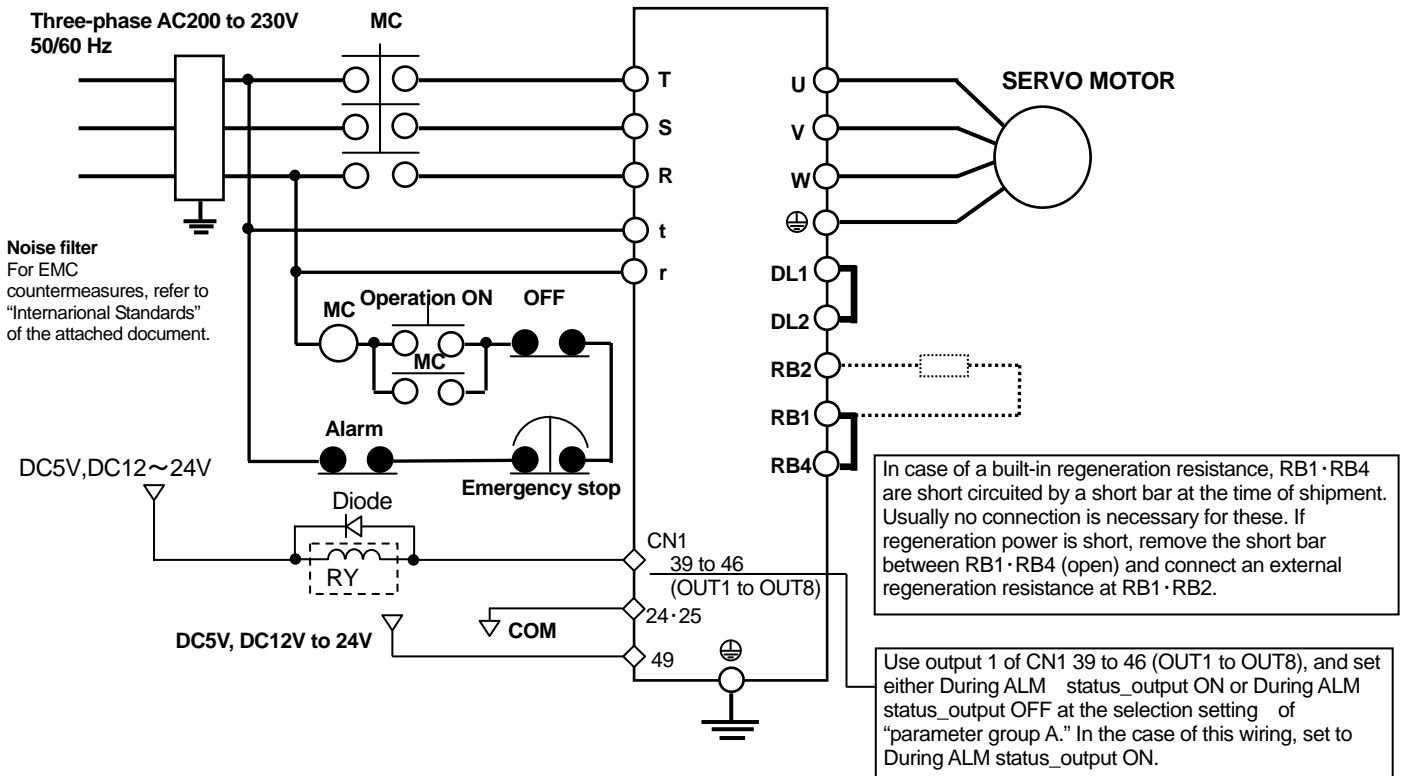 Three-phase AC200 to 230V
50/60 Hz
MC
T
S
R
t
r
U
V
W
SERVO MOTOR
DL1
DL2
RB2
RB1
RB4
Noise filter
For EMC
countermeasures, refer to
“Internarional Standards”
of the attached document.
MC
Operation ON
OFF
MC
Alarm
Emergency stop
DC5V,DC12～24V
Diode
RY
CN1
39 to 46
(OUT1 to OUT8)
24·25
COM
DC5V, DC12V to 24V
49
In case of a built-in regeneration resistance, RB1·RB4
are short circuited by a short bar at the time of shipment.
Usually no connection is necessary for these. If
regeneration power is short, remove the short bar
between RB1·RB4 (open) and connect an external
regeneration resistance at RB1·RB2.
Use output 1 of CN1 39 to 46 (OUT1 to OUT8), and set
either During ALM status_output ON or During ALM
status_output OFF at the selection setting of
“parameter group A.” In the case of this wiring, set to
During ALM status_output ON.